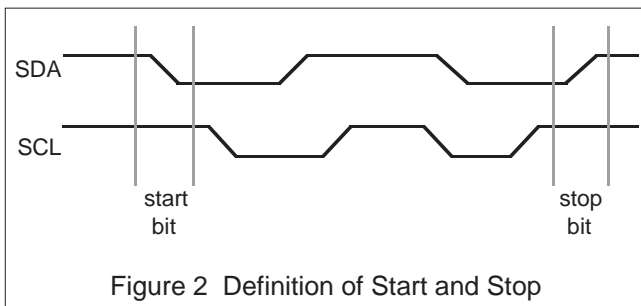 SDA
SCL
start
bit
stop
bit
Figure 2 Definition of Start and Stop